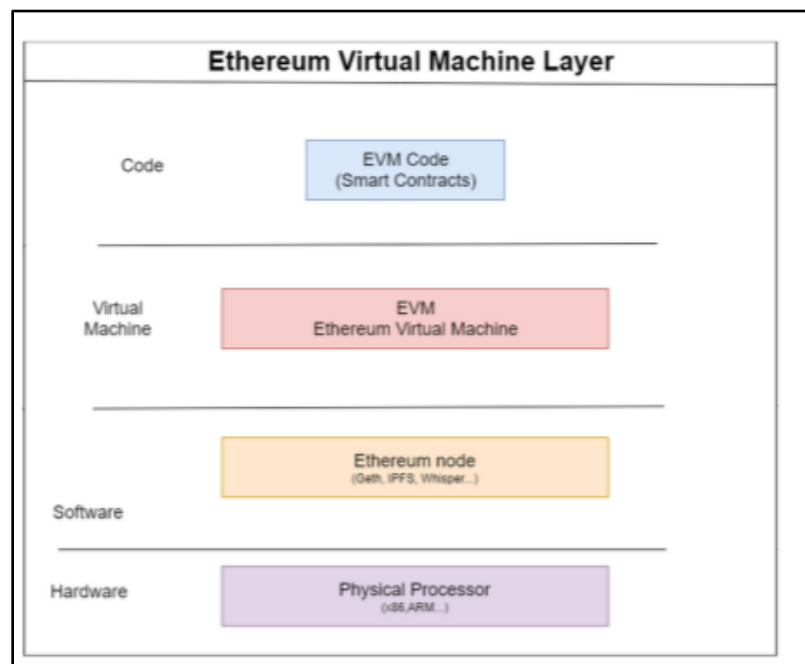 Ethereum Virtual Machine Layer
Code
EVM Code
(Smart Contracts)
Virtual
Machine
EVM
Ethereum Virtual Machine
Ethereum node
(Geth, IPFS, Whisper...)
Software
Hardware
Physical Processor
(x86,ARM...)